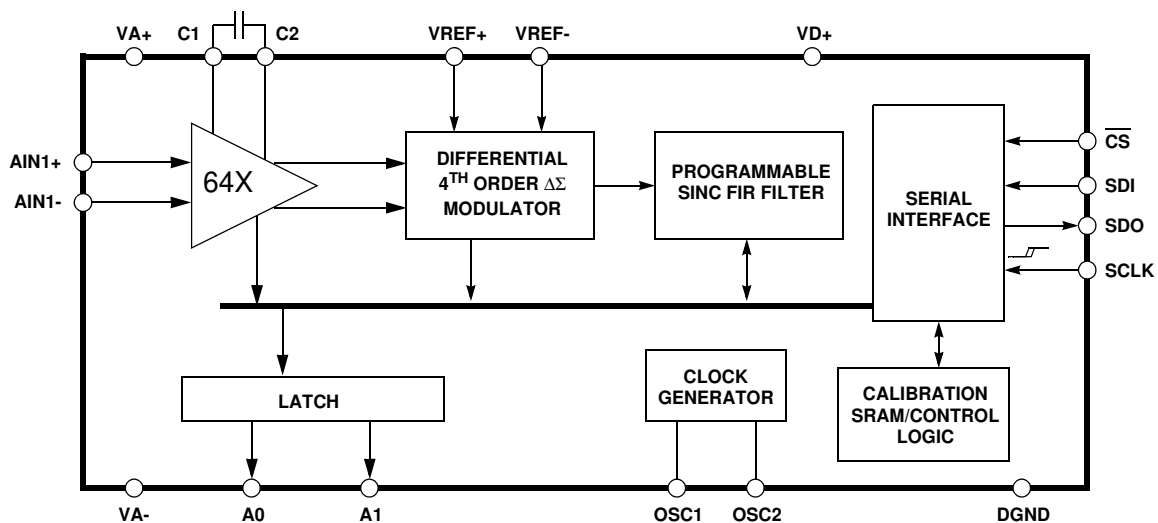 VA+ C1 C2 VREF+ VREF- VD+
AIN1+
AIN1-
64X
DIFFERENTIAL
4TH ORDER ΔΣ
MODULATOR
PROGRAMMABLE
SINC FIR FILTER
SERIAL
INTERFACE
CS
SDI
SDO
SCLK
LATCH
CLOCK
GENERATOR
CALIBRATION
SRAM/CONTROL
LOGIC
VA- A0 A1 OSC1 OSC2 DGND